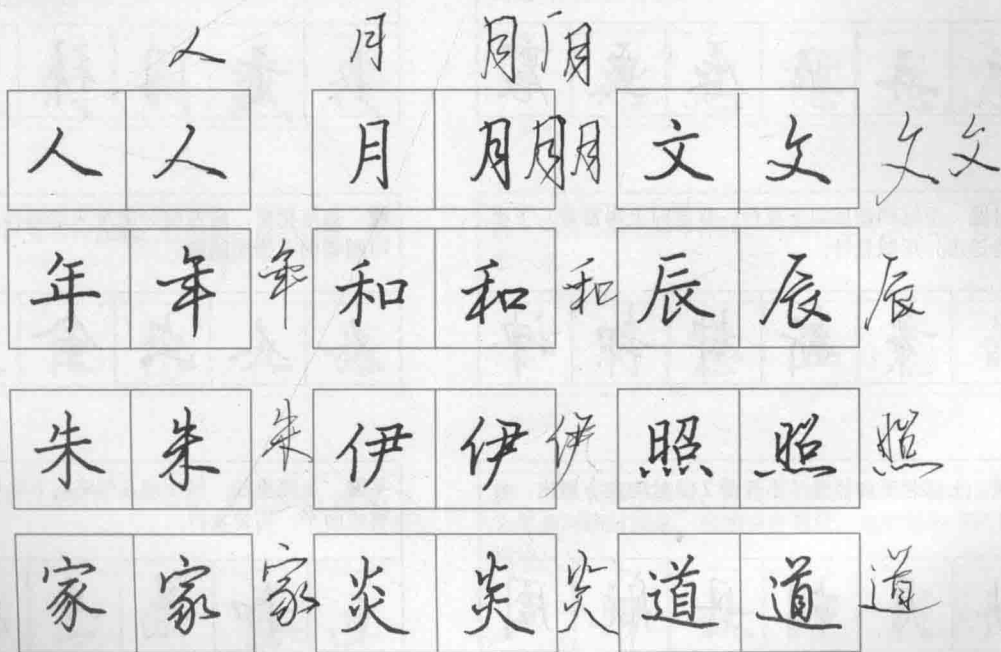 人 月 月 月
人 人 月 月 朋 月 文 文 文 文
年 年 年 和 和 和 辰 辰 辰
朱 朱 朱 伊 伊 伊 照 照 照
家 家 家 炎 炎 炎 道 道 道